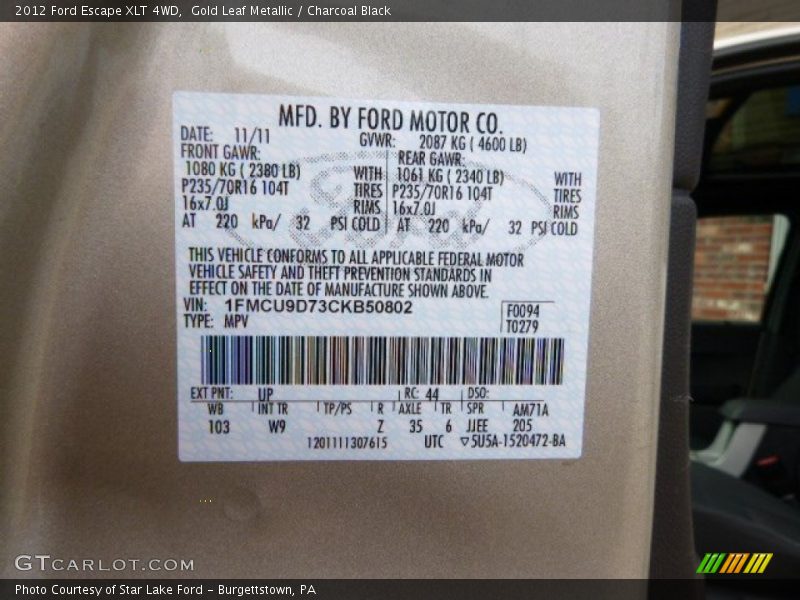 2012 Ford Escape XLT 4WD,  Gold Leaf Metallic / Charcoal Black
MFD. BY FORD MOTOR CO.
DATE: 11/11 GVWR: 2087 KG ( 4600 LB)
FRONT GAWR: REAR GAWR:
1080 KG ( 2380 LB) WITH 1061 KG ( 2340 LB) WITH
P235/70R16 104T TIRES P235/70R16 104T TIRES
16x7.0J RIMS 16x7.0J RIMS
AT 220 kPa/ 32 PSI COLD AT 220 kPa/ 32 PSI COLD
THIS VEHICLE CONFORMS TO ALL APPLICABLE FEDERAL MOTOR
VEHICLE SAFETY AND THEFT PREVENTION STANDARDS IN
EFFECT ON THE DATE OF MANUFACTURE SHOWN ABOVE.
VIN: 1FMCU9D73CKB50802 F0094
TYPE: MPV T0279
EXT PNT: UP RC: 44 DSO:
WB INT TR TP/PS R AXLE TR SPR AM71A
103 W9 Z 35 6 JJEE 205
1201111307615 UTC ▽5U5A-1520472-BA
GTCARLOT.COM
Photo Courtesy of Star Lake Ford - Burgettstown, PA